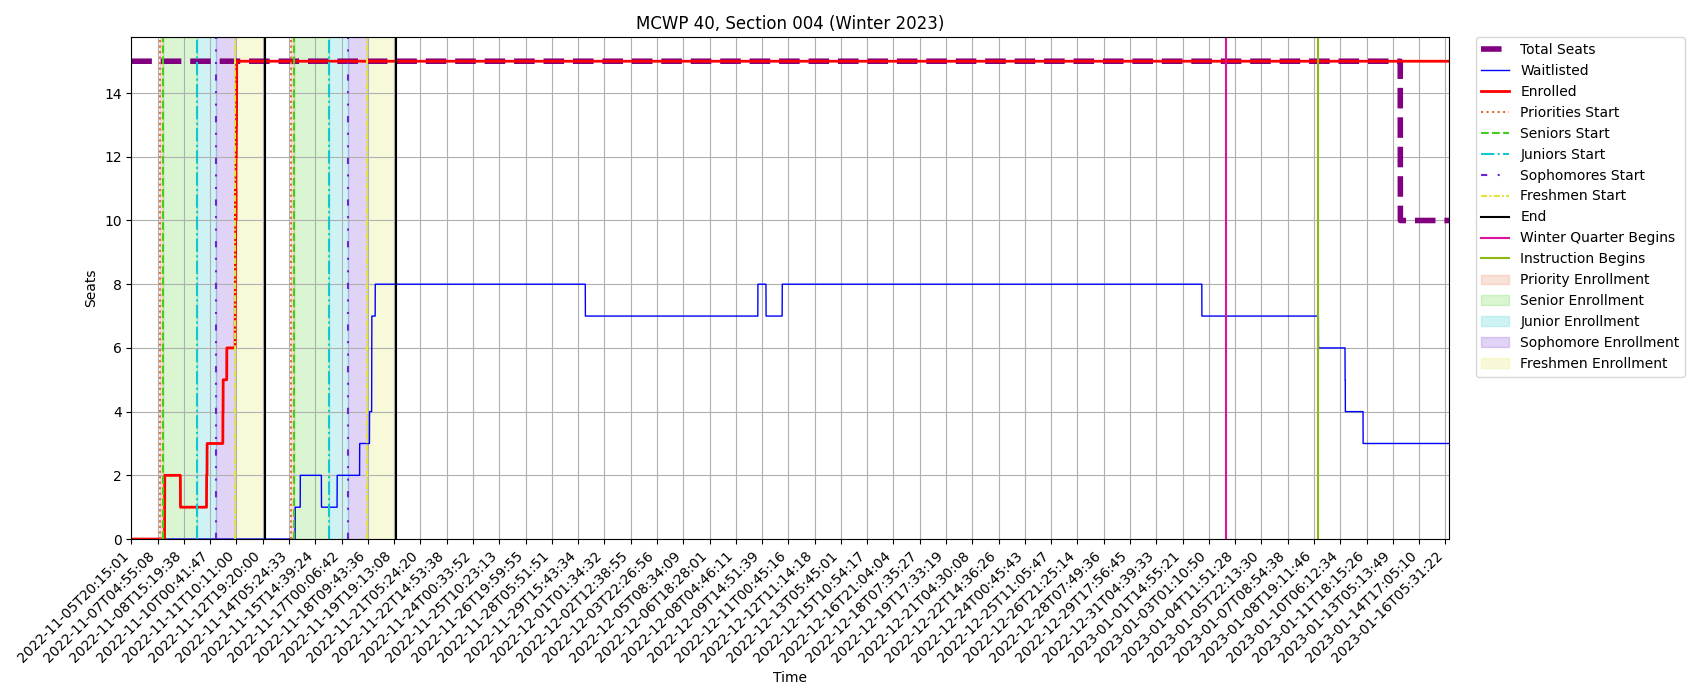 MCWP 40, Section 004 (Winter 2023)
Seats
14
12
10
8
6
4
2
0
2022-11-05T20:15:01
2022-11-07T04:55:08
2022-11-08T15:19:38
2022-11-10T00:41:47
2022-11-11T10:11:00
2022-11-12T19:20:00
2022-11-14T05:24:33
2022-11-15T14:39:24
2022-11-17T00:06:42
2022-11-18T09:43:36
2022-11-19T19:13:08
2022-11-21T05:24:20
2022-11-22T14:53:38
2022-11-24T00:33:52
2022-11-25T10:23:13
2022-11-26T19:59:55
2022-11-28T05:51:51
2022-11-29T15:43:34
2022-12-01T01:34:32
2022-12-02T12:38:55
2022-12-03T22:26:56
2022-12-05T08:34:09
2022-12-06T18:28:01
2022-12-08T04:46:11
2022-12-09T14:51:39
2022-12-11T00:45:16
2022-12-12T11:14:18
2022-12-13T05:45:01
2022-12-15T10:54:17
2022-12-16T21:04:04
2022-12-18T07:35:27
2022-12-19T17:33:19
2022-12-21T04:30:08
2022-12-22T14:36:26
2022-12-24T00:45:43
2022-12-25T11:05:47
2022-12-26T21:25:14
2022-12-28T07:49:36
2022-12-29T17:56:45
2022-12-31T04:39:33
2023-01-01T14:55:21
2023-01-03T01:10:50
2023-01-04T11:51:28
2023-01-05T22:13:30
2023-01-07T08:54:38
2023-01-08T19:11:46
2023-01-10T06:12:34
2023-01-11T18:15:26
2023-01-13T05:13:49
2023-01-14T17:05:10
2023-01-16T05:31:22
Time
Total Seats
Waitlisted
Enrolled
Priorities Start
Seniors Start
Juniors Start
Sophomores Start
Freshmen Start
End
Winter Quarter Begins
Instruction Begins
Priority Enrollment
Senior Enrollment
Junior Enrollment
Sophomore Enrollment
Freshmen Enrollment